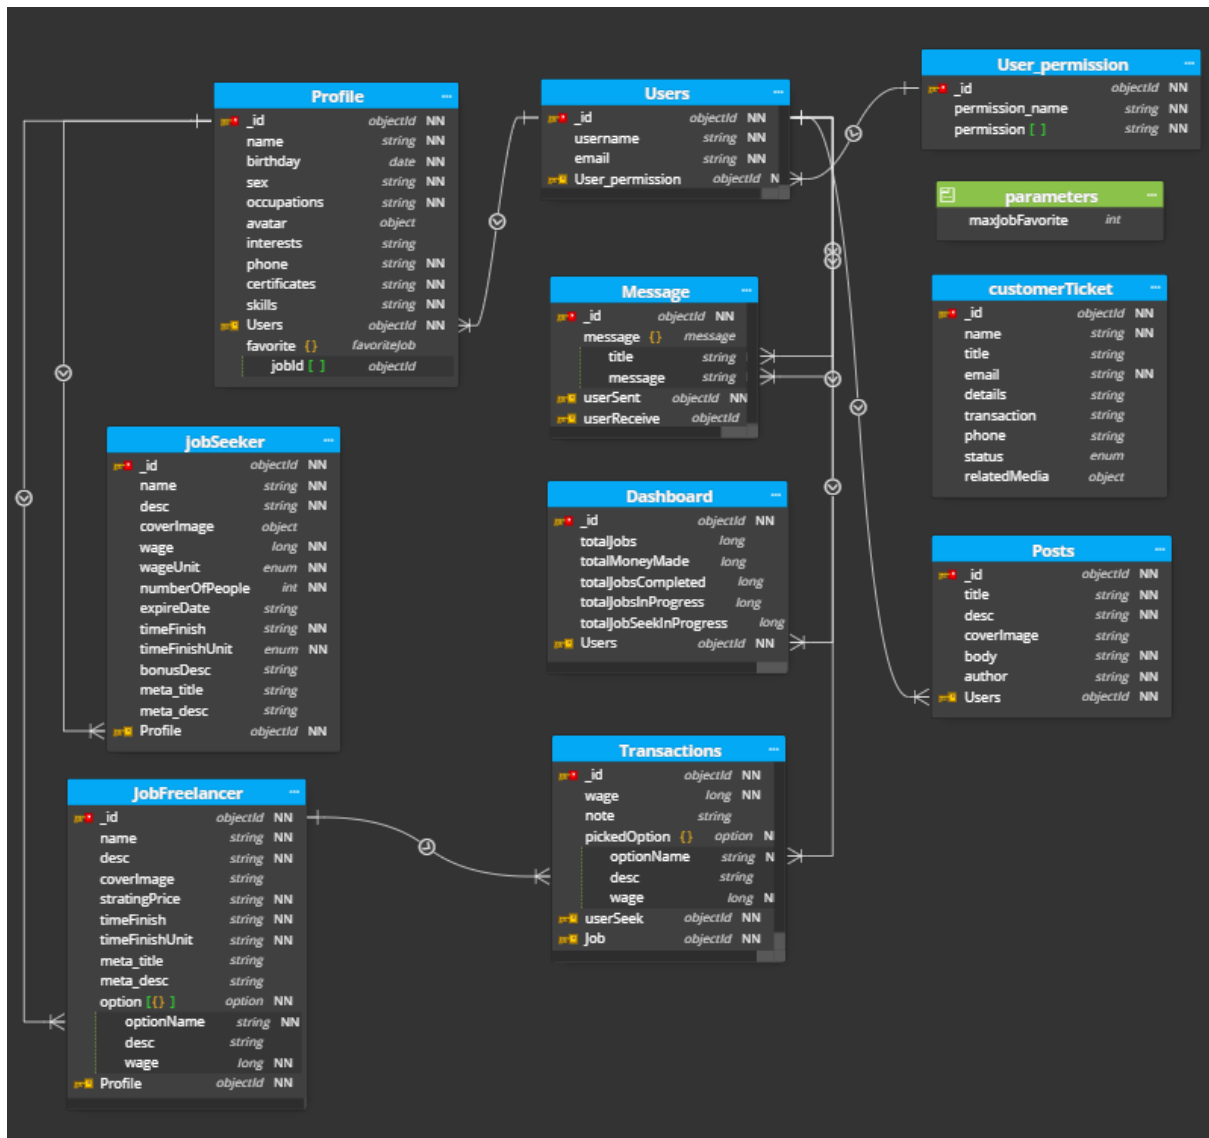 Profile ...
_id objectId NN
name string NN
birthday date NN
sex string NN
occupations string NN
avatar object
interests string
phone string NN
certificates string NN
skills string NN
Users objectId NN
favorite {} favoriteJob
jobId [ ] objectId
Users ...
_id objectId NN
username string NN
email string NN
User_permission objectId N
User_permission ...
_id objectId NN
permission_name string NN
permission [ ] string NN
parameters ...
maxJobFavorite int
Message ...
_id objectId NN
message {} message
title string
message string
userSent objectId NN
userReceive objectId
customerTicket ...
_id objectId NN
name string NN
title string
email string NN
details string
transaction string
phone string
status enum
relatedMedia object
jobSeeker ...
_id objectId NN
name string NN
desc string NN
coverImage object
wage long NN
wageUnit enum NN
numberOfPeople int NN
expireDate string
timeFinish string NN
timeFinishUnit enum NN
bonusDesc string
meta_title string
meta_desc string
Profile objectId NN
Dashboard ...
_id objectId NN
totalJobs long
totalMoneyMade long
totalJobsCompleted long
totalJobsInProgress long
totalJobSeekInProgress long
Users objectId NN
Posts ...
_id objectId NN
title string NN
desc string NN
coverImage string
body string NN
author string NN
Users objectId NN
JobFreelancer ...
_id objectId NN
name string NN
desc string NN
coverImage string
stratingPrice string NN
timeFinish string NN
timeFinishUnit string NN
meta_title string
meta_desc string
option [{} ] option NN
optionName string NN
desc string
wage long NN
Profile objectId NN
Transactions ...
_id objectId NN
wage long NN
note string
pickedOption {} option N
optionName string N
desc string
wage long N
userSeek objectId NN
Job objectId NN